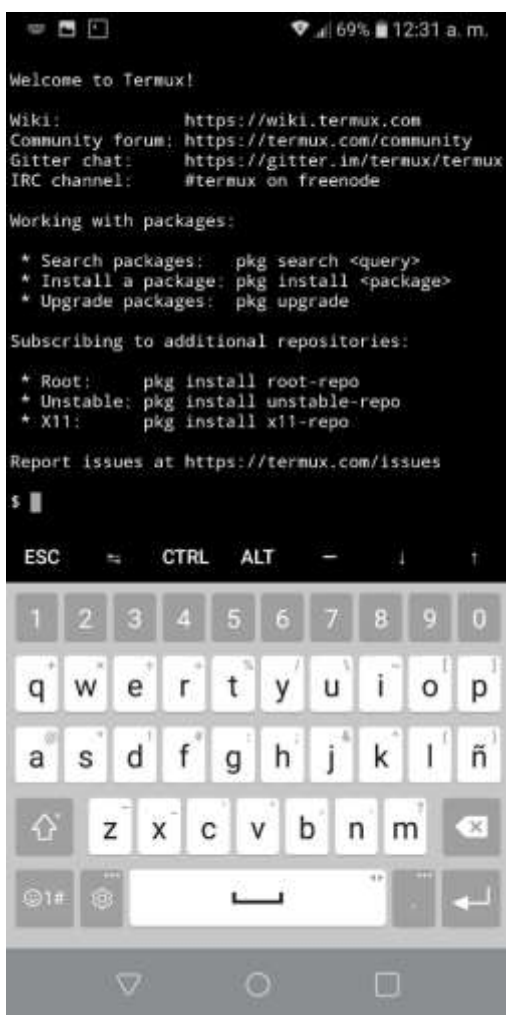 69% 12:31 a. m.
Welcome to Termux!
Wiki: https://wiki.termux.com
Community forum: https://termux.com/community
Gitter chat: https://gitter.im/termux/termux
IRC channel: #termux on freenode
Working with packages:
* Search packages: pkg search <query>
* Install a package: pkg install <package>
* Upgrade packages: pkg upgrade
Subscribing to additional repositories:
* Root: pkg install root-repo
* Unstable: pkg install unstable-repo
* X11: pkg install x11-repo
Report issues at https://termux.com/issues
$
ESC ⇆ CTRL ALT — ↓ ↑
1 2 3 4 5 6 7 8 9 0
q w e r t y u i o p
a s d f g h j k l ñ
z x c v b n m
1# .